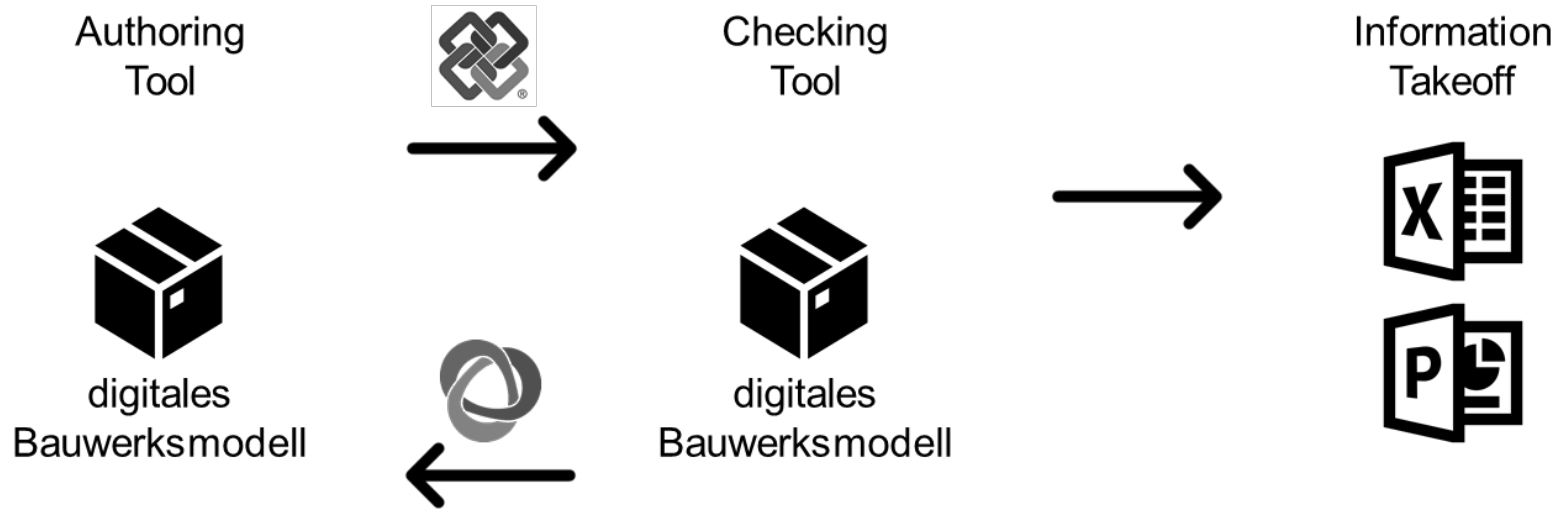 Authoring
Tool
digitales
Bauwerksmodell
®
Checking
Tool
digitales
Bauwerksmodell
Information
Takeoff
X
P